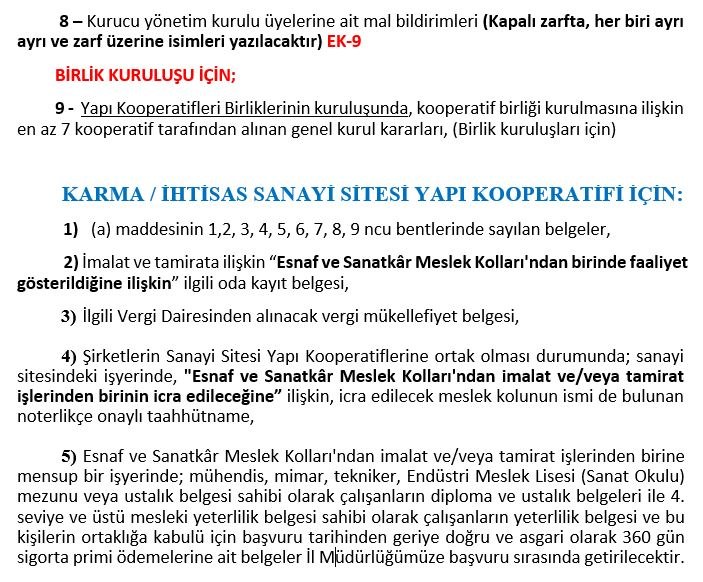 8 – Kurucu yönetim kurulu üyelerine ait mal bildirimleri (Kapalı zarfta, her biri ayrı
ayrı ve zarf üzerine isimleri yazılacaktır) EK-9
BİRLİK KURULUŞU İÇİN;
9 - Yapı Kooperatifleri Birliklerinin kuruluşunda, kooperatif birliği kurulmasına ilişkin
en az 7 kooperatif tarafından alınan genel kurul kararları, (Birlik kuruluşları için)
KARMA / İHTİSAS SANAYİ SİTESİ YAPI KOOPERATİFİ İÇİN:
1) (a) maddesinin 1,2, 3, 4, 5, 6, 7, 8, 9 ncu bentlerinde sayılan belgeler,
2) İmalat ve tamirata ilişkin “Esnaf ve Sanatkâr Meslek Kolları'ndan birinde faaliyet
gösterildiğine ilişkin” ilgili oda kayıt belgesi,
3) İlgili Vergi Dairesinden alınacak vergi mükellefiyet belgesi,
4) Şirketlerin Sanayi Sitesi Yapı Kooperatiflerine ortak olması durumunda; sanayi
sitesindeki işyerinde, "Esnaf ve Sanatkâr Meslek Kolları'ndan imalat ve/veya tamirat
işlerinden birinin icra edileceğine” ilişkin, icra edilecek meslek kolunun ismi de bulunan
noterlikçe onaylı taahhütname,
5) Esnaf ve Sanatkâr Meslek Kolları'ndan imalat ve/veya tamirat işlerinden birine
mensup bir işyerinde; mühendis, mimar, tekniker, Endüstri Meslek Lisesi (Sanat Okulu)
mezunu veya ustalık belgesi sahibi olarak çalışanların diploma ve ustalık belgeleri ile 4.
seviye ve üstü mesleki yeterlilik belgesi sahibi olarak çalışanların yeterlilik belgesi ve bu
kişilerin ortaklığa kabulü için başvuru tarihinden geriye doğru ve asgari olarak 360 gün
sigorta primi ödemelerine ait belgeler İl Müdürlüğümüze başvuru sırasında getirilecektir.